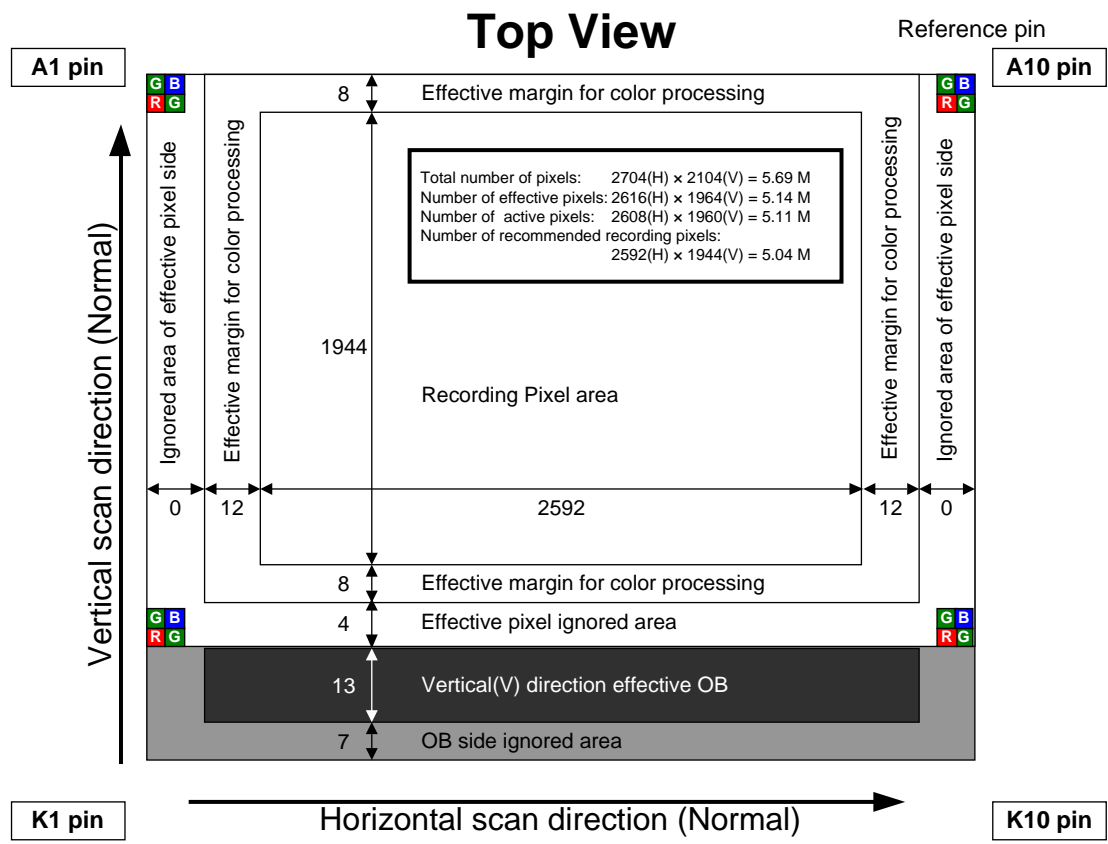 Top View
Reference pin
A1 pin
A10 pin
G B
R G
G B
R G
8
Effective margin for color processing
Total number of pixels: 2704(H) × 2104(V) = 5.69 M
Number of effective pixels: 2616(H) × 1964(V) = 5.14 M
Number of active pixels: 2608(H) × 1960(V) = 5.11 M
Number of recommended recording pixels:
2592(H) × 1944(V) = 5.04 M
Vertical scan direction (Normal)
Ignored area of effective pixel side
Effective margin for color processing
1944
Recording Pixel area
Effective margin for color processing
Ignored area of effective pixel side
0
12
2592
12
0
8
Effective margin for color processing
G B
R G
4
Effective pixel ignored area
G B
R G
13
Vertical(V) direction effective OB
7
OB side ignored area
K1 pin
Horizontal scan direction (Normal)
K10 pin